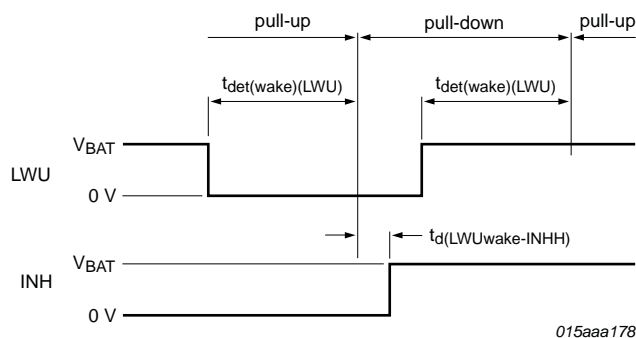 pull-up pull-down pull-up
tdet(wake)(LWU) tdet(wake)(LWU)
VBAT
LWU
0 V
td(LWUwake-INHH)
VBAT
INH
0 V
015aaa178